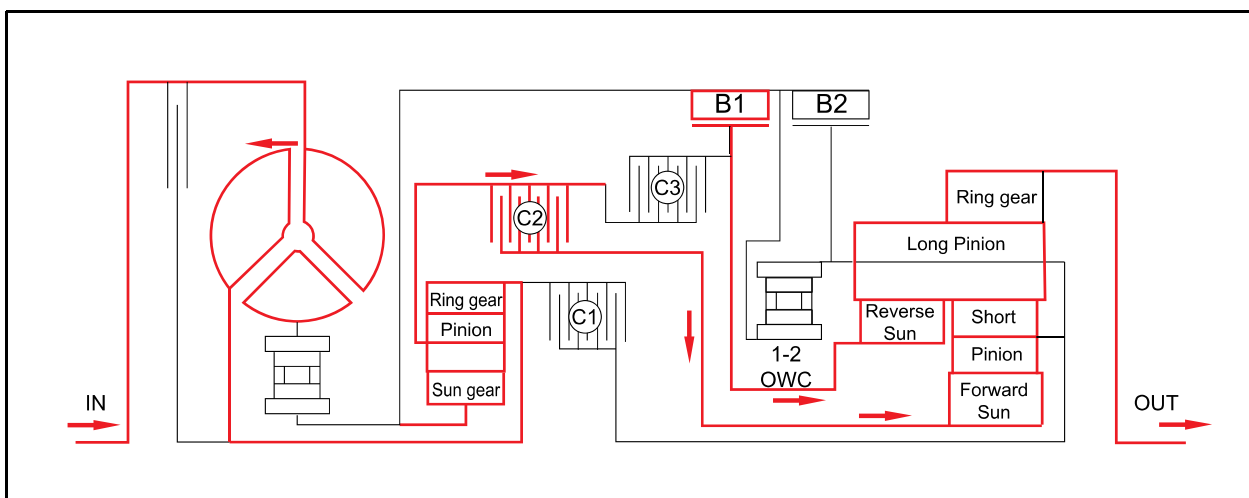 B1
B2
C3
C2
Ring gear
Long Pinion
Ring gear
C1
Reverse
Sun
Short
Pinion
Pinion
1-2
OWC
Sun gear
Forward
Sun
IN
OUT